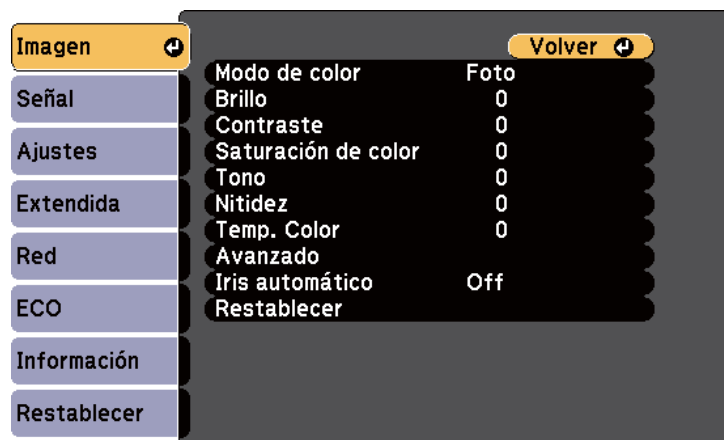 Imagen
Señal
Ajustes
Extendida
Red
ECO
Información
Restablecer
Volver
Modo de color Foto
Brillo 0
Contraste 0
Saturación de color 0
Tono 0
Nitidez 0
Temp. Color 0
Avanzado
Iris automático Off
Restablecer